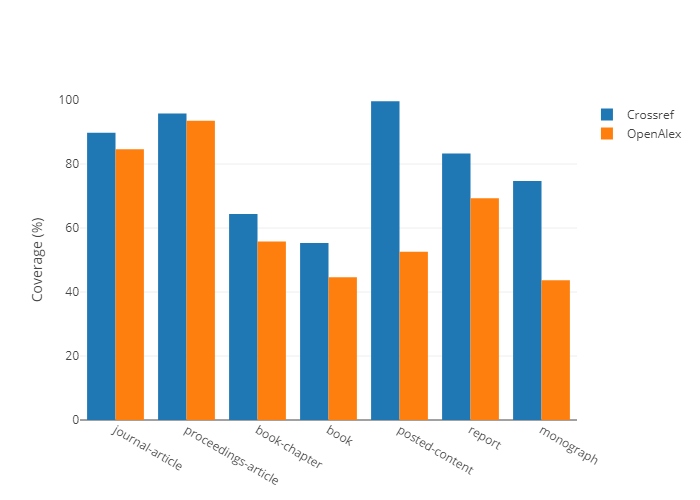 100
80
60
40
20
0
Coverage (%)
journal-article
proceedings-article
book-chapter
book
posted-content
report
monograph
Crossref
OpenAlex